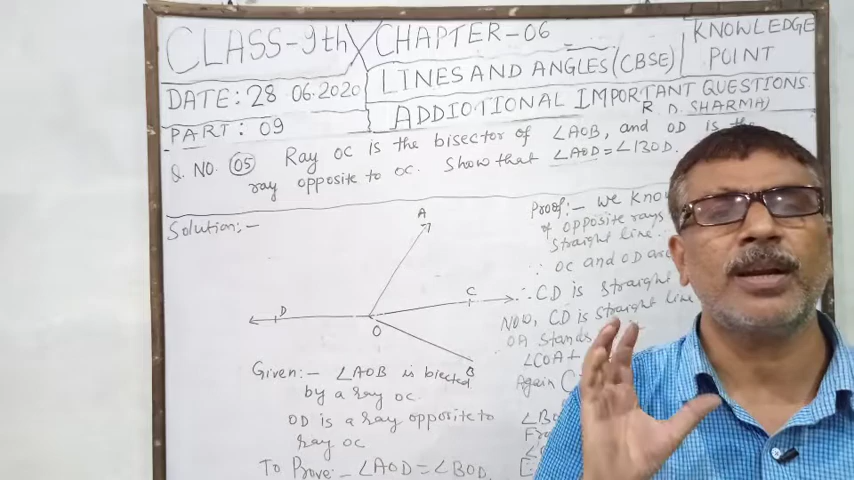 CLASS-9th
CHAPTER-06
KNOWLEDGE
POINT
LINES AND ANGLES (CBSE)
DATE: 28 06.2020
ADDIOTIONAL IMPORTANT QUESTIONS
R. D. SHARMA)
PART: 09
Q. NO. 05 Ray OC is the bisector of ∠AOB, and OD is the
ray opposite to OC. Show that ∠AOD = ∠BOD.
Solution:-
A
D
C
O
B
Given:- ∠AOB is bisected
by a ray OC.
OD is a ray opposite to
ray OC
To Prove:- ∠AOD = ∠BOD.
Proof:- we know
of opposite rays
straight line.
∵ OC and OD are
∴ CD is straight
Now, CD is straight line
OA stands
∠COA+
Again